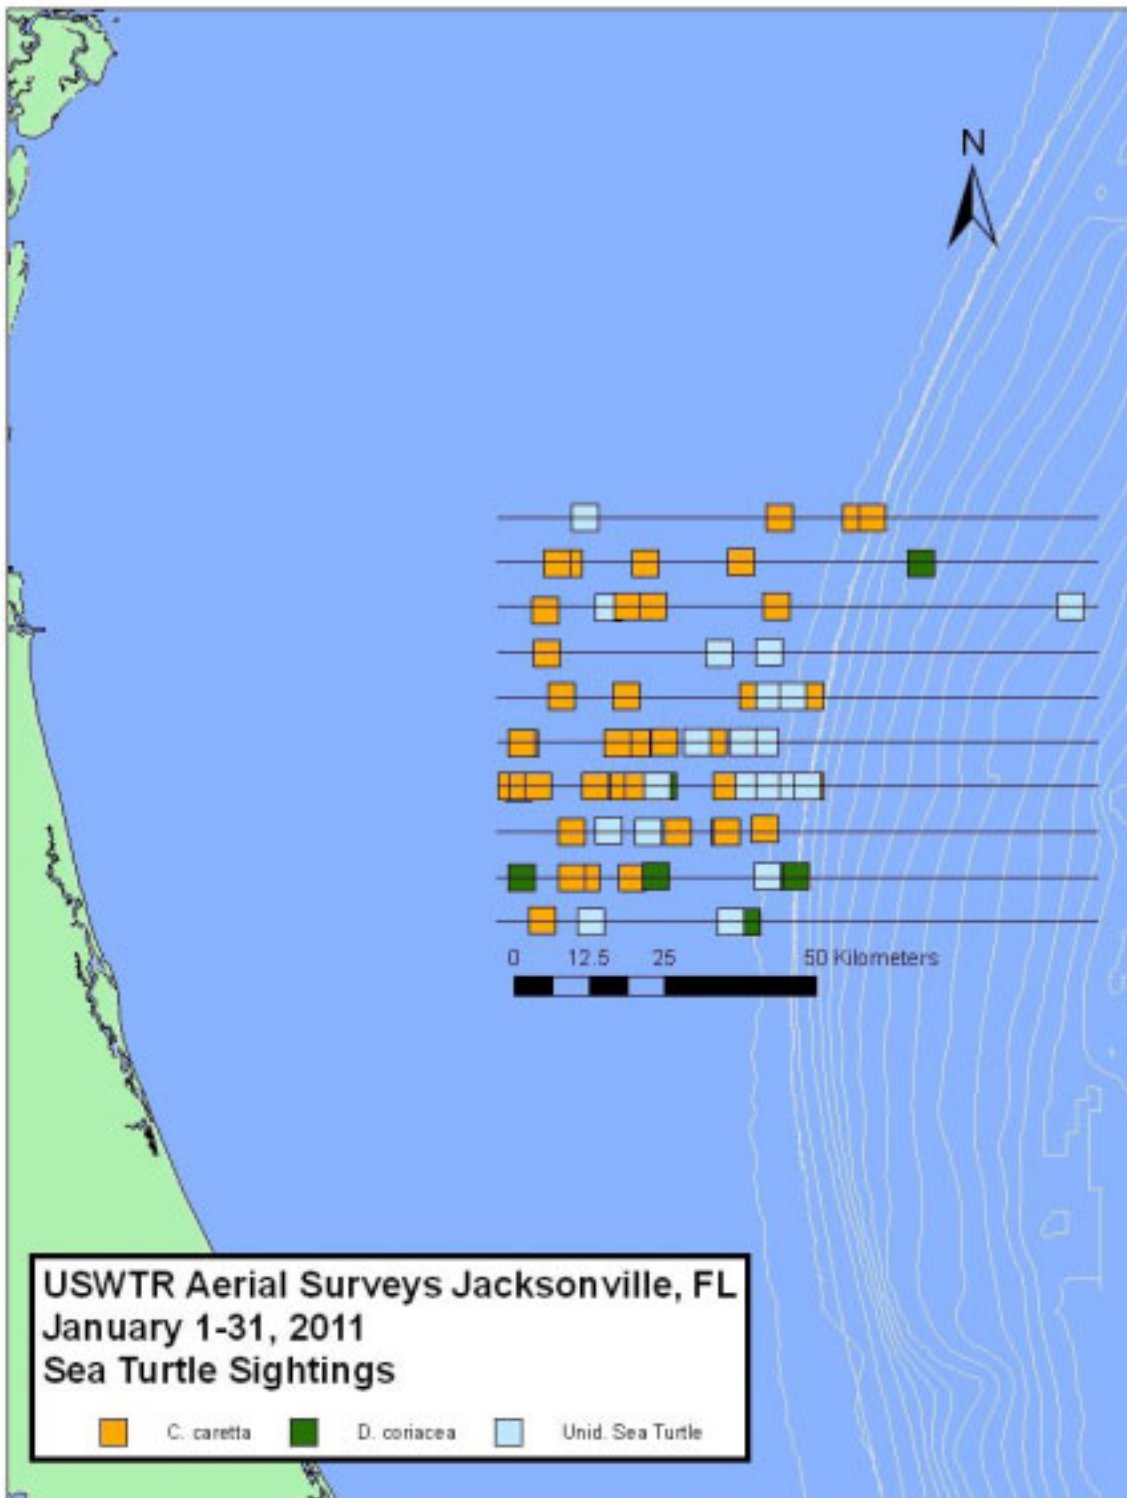 N
0 12.5 25 50 Kilometers
USWTR Aerial Surveys Jacksonville, FL
January 1-31, 2011
Sea Turtle Sightings
C. caretta D. coriacea Unid. Sea Turtle